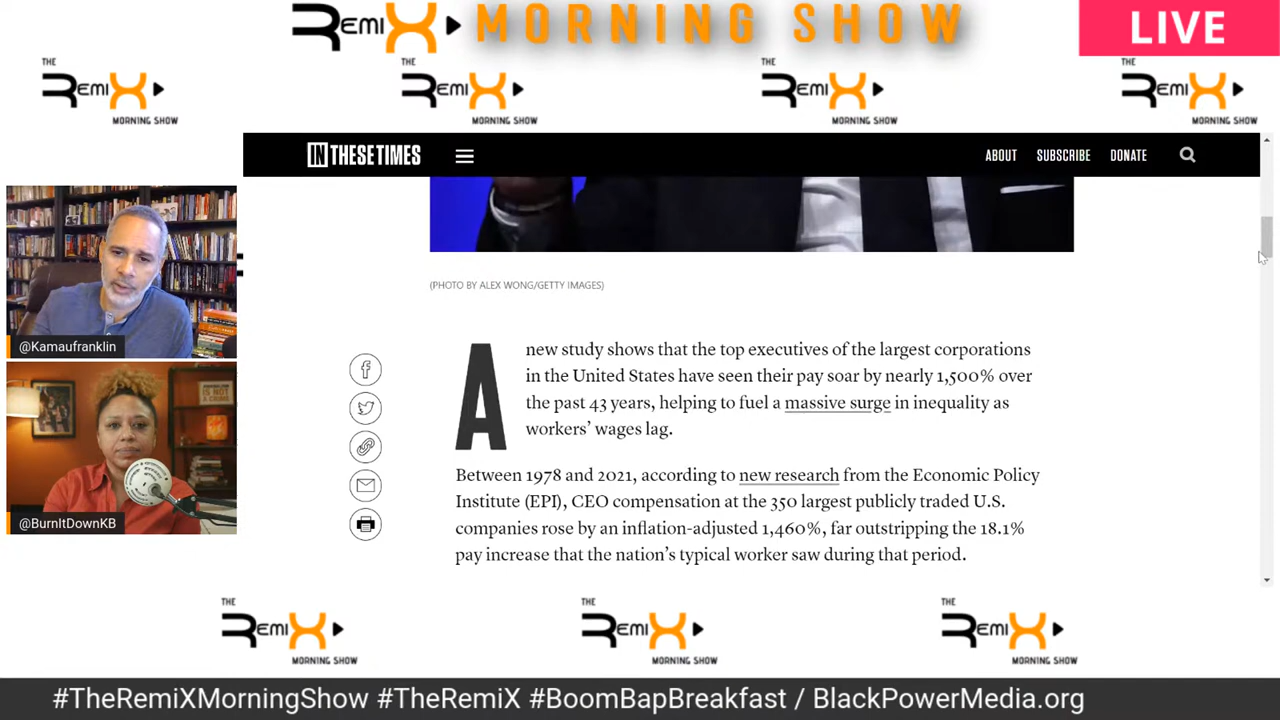 REMIX MORNING SHOW
LIVE
THE
REMIX
MORNING SHOW
THE
REMIX
MORNING SHOW
THE
REMIX
MORNING SHOW
THE
REMIX
MORNING SHOW
IN THESE TIMES
ABOUT SUBSCRIBE DONATE
(PHOTO BY ALEX WONG/GETTY IMAGES)
A new study shows that the top executives of the largest corporations
in the United States have seen their pay soar by nearly 1,500% over
the past 43 years, helping to fuel a massive surge in inequality as
workers’ wages lag.
Between 1978 and 2021, according to new research from the Economic Policy
Institute (EPI), CEO compensation at the 350 largest publicly traded U.S.
companies rose by an inflation-adjusted 1,460%, far outstripping the 18.1%
pay increase that the nation’s typical worker saw during that period.
@Kamaufranklin
IS NOT
A CRIME
@BurnItDownKB
THE
REMIX
MORNING SHOW
THE
REMIX
MORNING SHOW
THE
REMIX
MORNING SHOW
#TheRemiXMorningShow #TheRemiX #BoomBapBreakfast / BlackPowerMedia.org